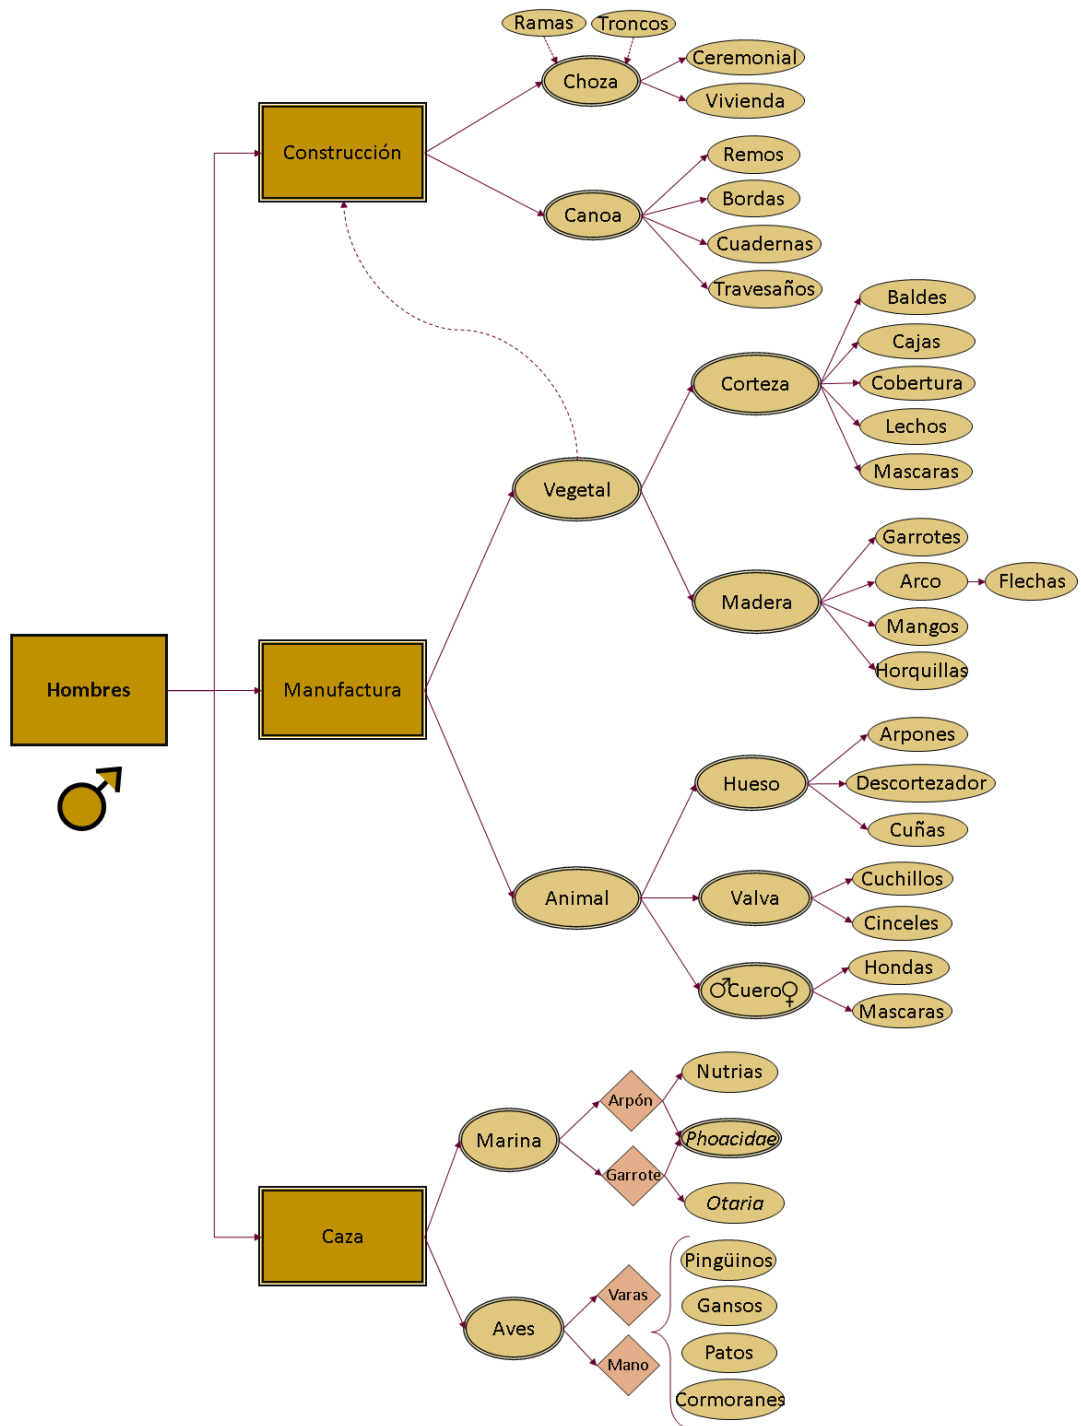 Ramas
Troncos
Choza
Ceremonial
Vivienda
Construcción
Canoa
Remos
Bordas
Cuadernas
Travesaños
Hombres
Manufactura
Vegetal
Corteza
Baldes
Cajas
Cobertura
Lechos
Mascaras
Madera
Garrotes
Arco
Flechas
Mangos
Horquillas
Animal
Hueso
Arpones
Descortezador
Cuñas
Valva
Cuchillos
Cinceles
♂Cuero♀
Hondas
Mascaras
Caza
Marina
Arpón
Garrote
Nutrias
Phoacidae
Otaria
Aves
Varas
Mano
Pingüinos
Gansos
Patos
Cormoranes